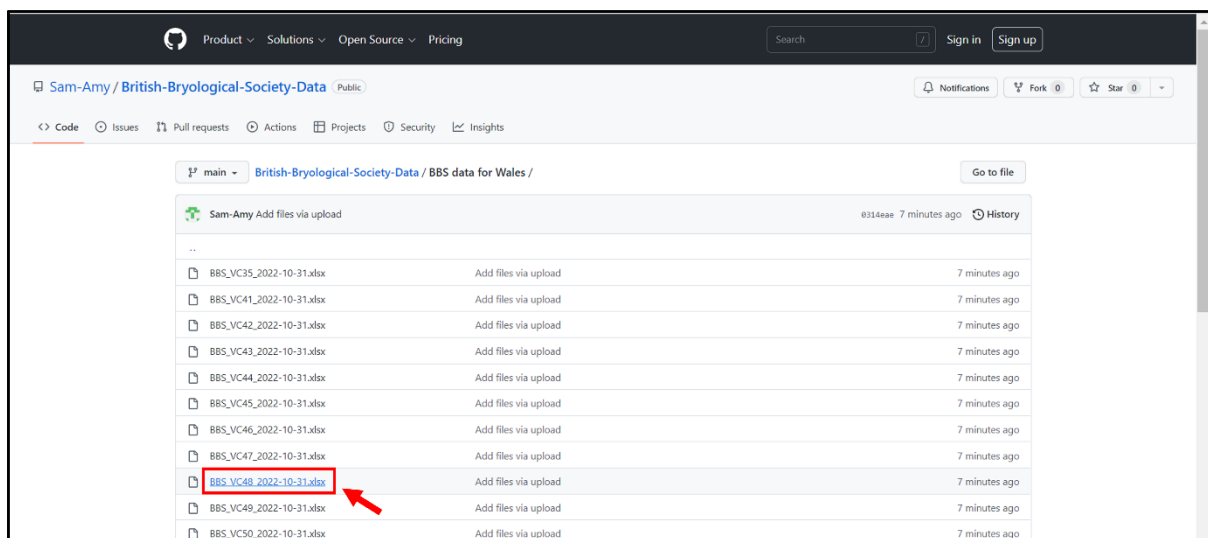 Product Solutions Open Source Pricing Search / Sign in Sign up
Sam-Amy / British-Bryological-Society-Data Public Notifications Fork 0 Star 0
<> Code Issues Pull requests Actions Projects Security Insights
main British-Bryological-Society-Data / BBS data for Wales / Go to file
Sam-Amy Add files via upload 0314eae 7 minutes ago History
..
BBS_VC35_2022-10-31.xlsx Add files via upload 7 minutes ago
BBS_VC41_2022-10-31.xlsx Add files via upload 7 minutes ago
BBS_VC42_2022-10-31.xlsx Add files via upload 7 minutes ago
BBS_VC43_2022-10-31.xlsx Add files via upload 7 minutes ago
BBS_VC44_2022-10-31.xlsx Add files via upload 7 minutes ago
BBS_VC45_2022-10-31.xlsx Add files via upload 7 minutes ago
BBS_VC46_2022-10-31.xlsx Add files via upload 7 minutes ago
BBS_VC47_2022-10-31.xlsx Add files via upload 7 minutes ago
BBS_VC48_2022-10-31.xlsx Add files via upload 7 minutes ago
BBS_VC49_2022-10-31.xlsx Add files via upload 7 minutes ago
BBS_VC50_2022-10-31.xlsx Add files via upload 7 minutes ago